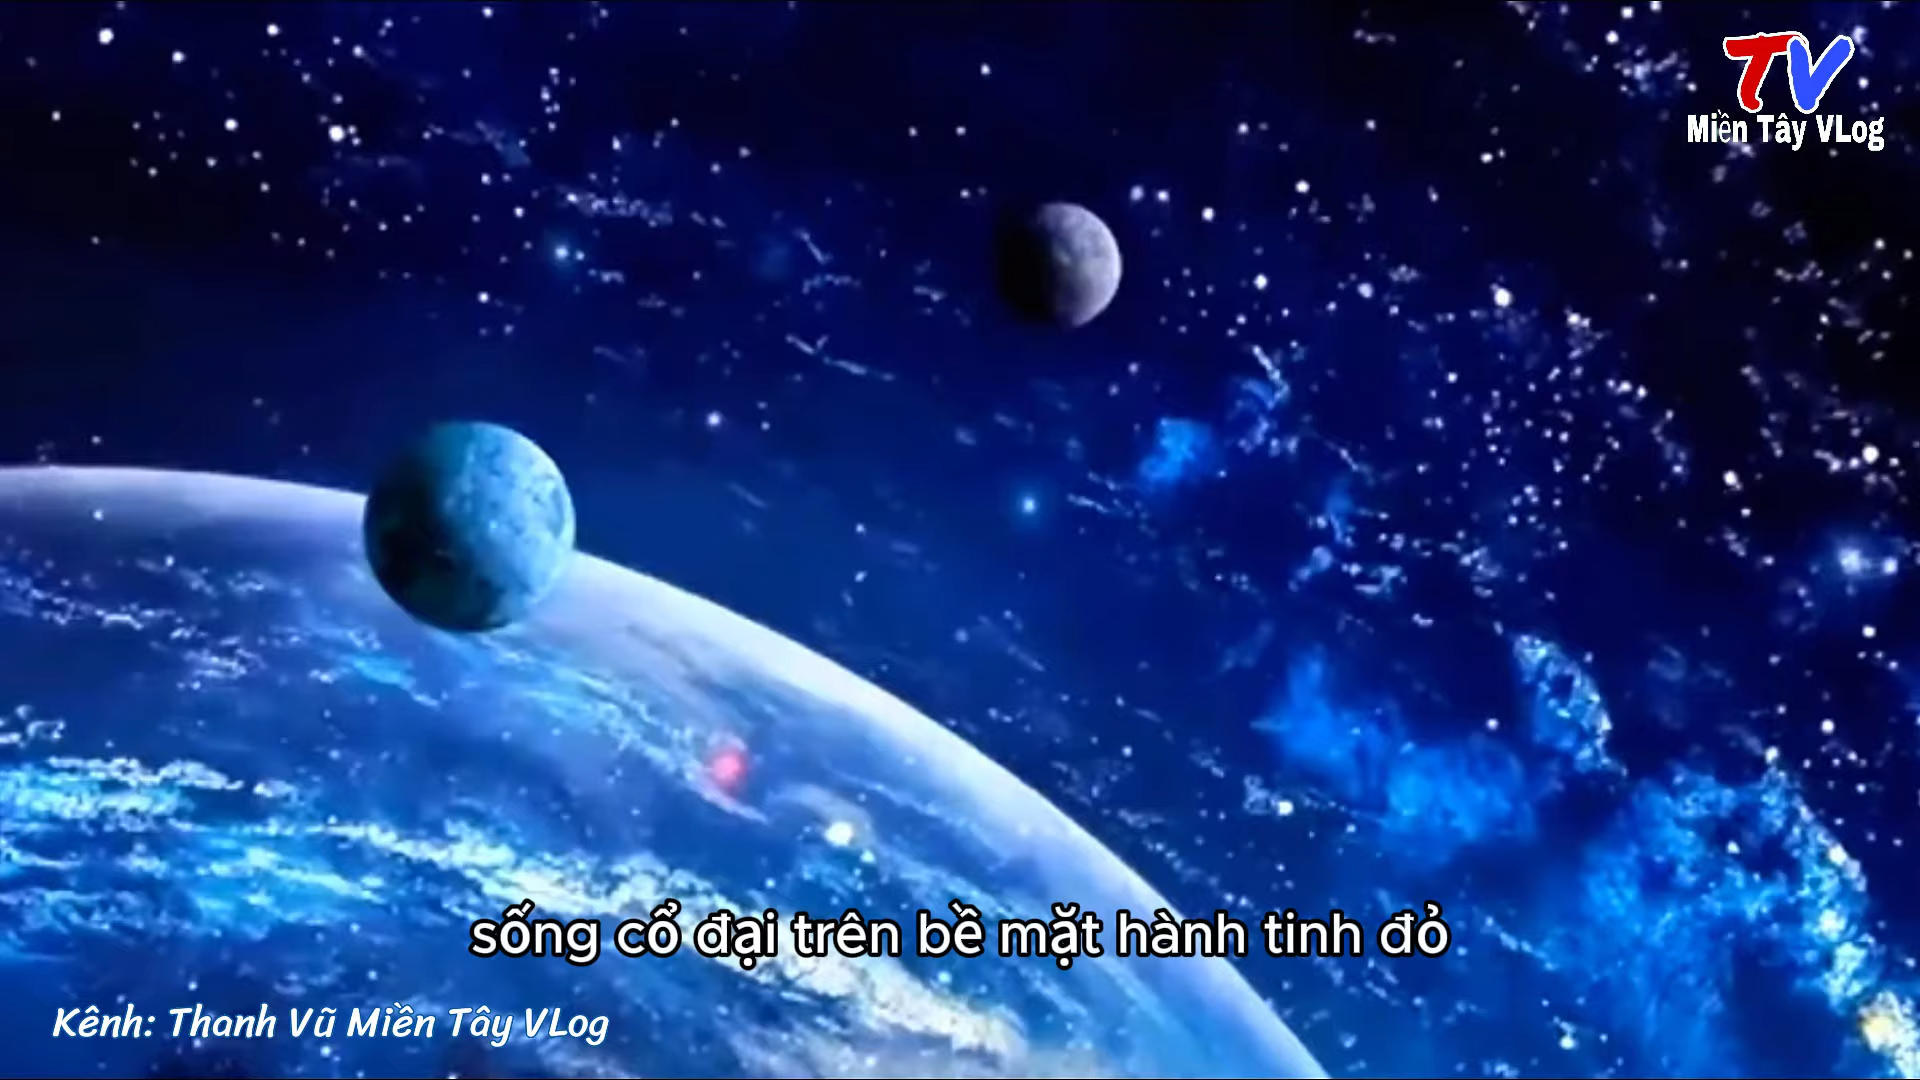 TV
Miền Tây VLog
sống cổ đại trên bề mặt hành tinh đỏ
Kênh: Thanh Vũ Miền Tây VLog